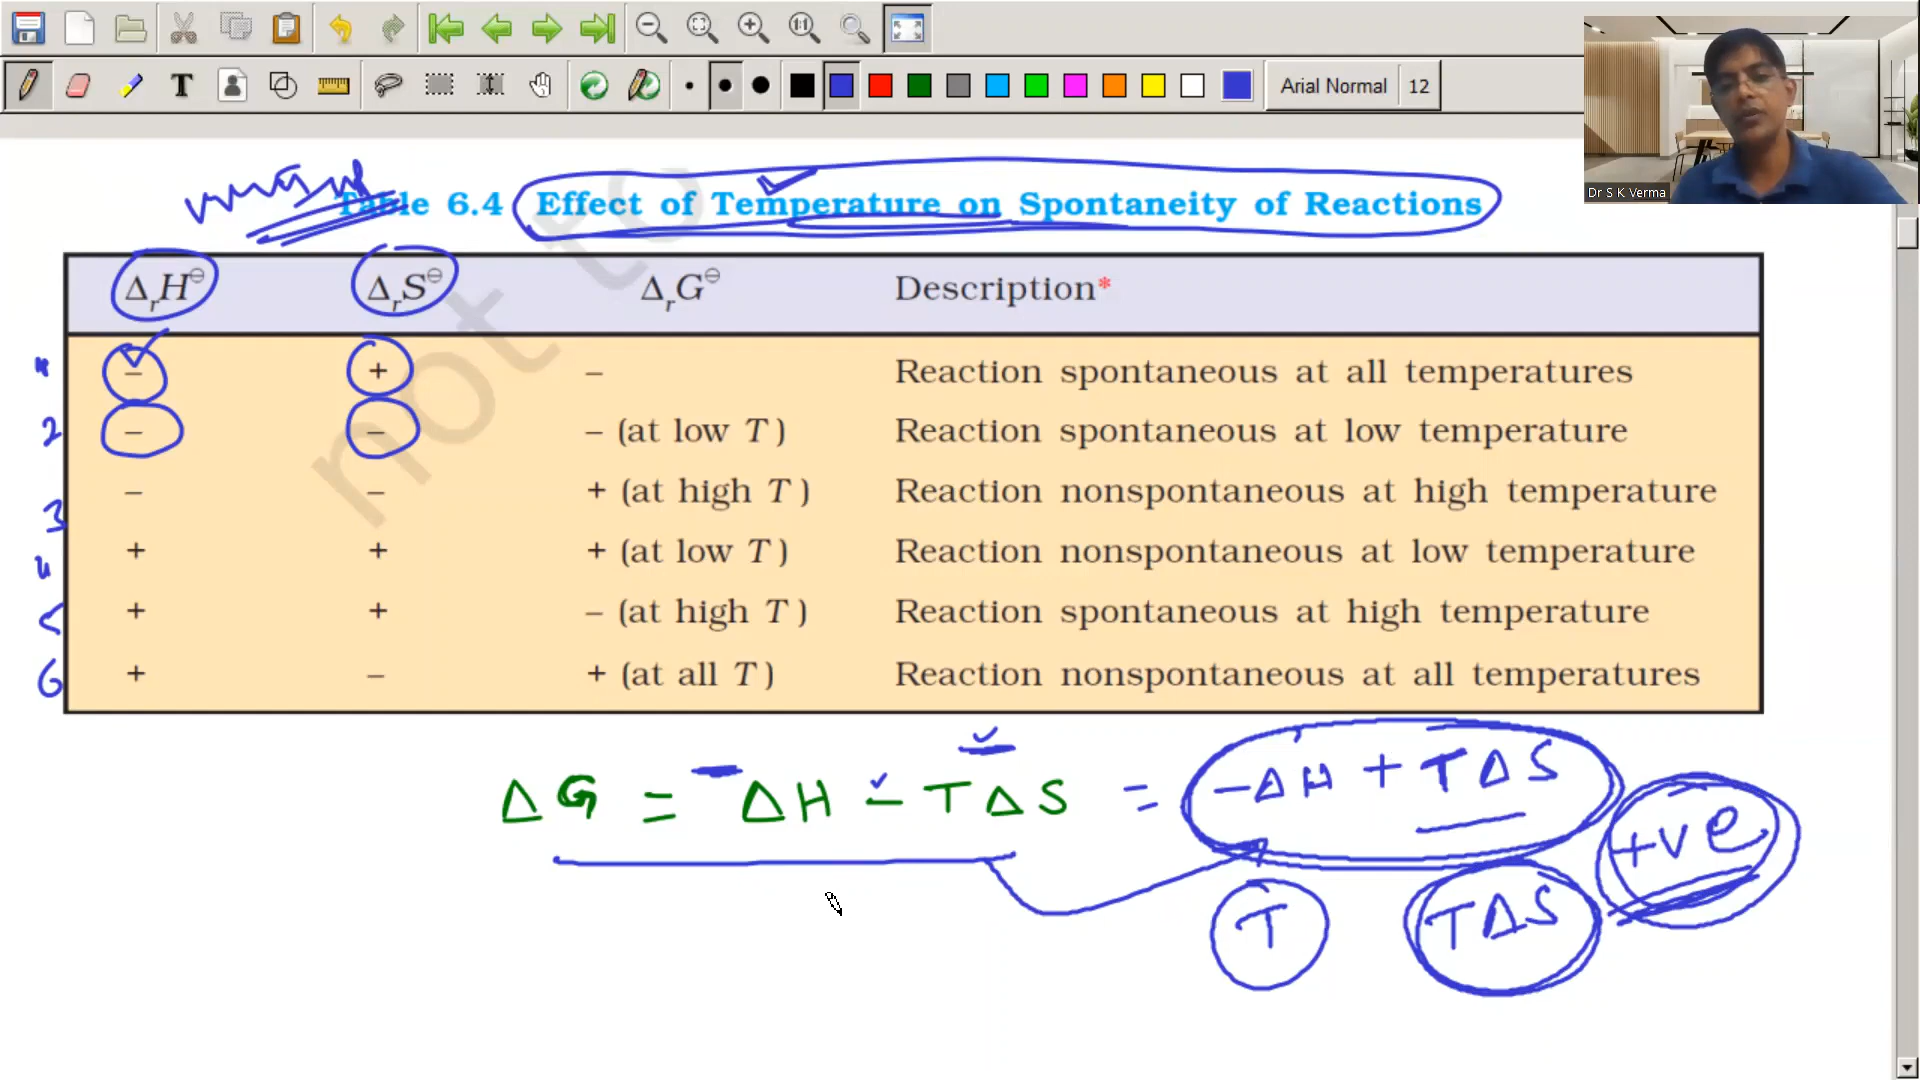 Arial Normal 12
Dr S K Verma
Table 6.4 Effect of Temperature on Spontaneity of Reactions
ΔrH⊖ ΔrS⊖ ΔrG⊖ Description*
– + – Reaction spontaneous at all temperatures
2 – – – (at low T) Reaction spontaneous at low temperature
3 – – + (at high T) Reaction nonspontaneous at high temperature
4 + + + (at low T) Reaction nonspontaneous at low temperature
5 + + – (at high T) Reaction spontaneous at high temperature
6 + – + (at all T) Reaction nonspontaneous at all temperatures
not to
ΔG = -ΔH - TΔS = -ΔH + TΔS
+ve
T TΔS